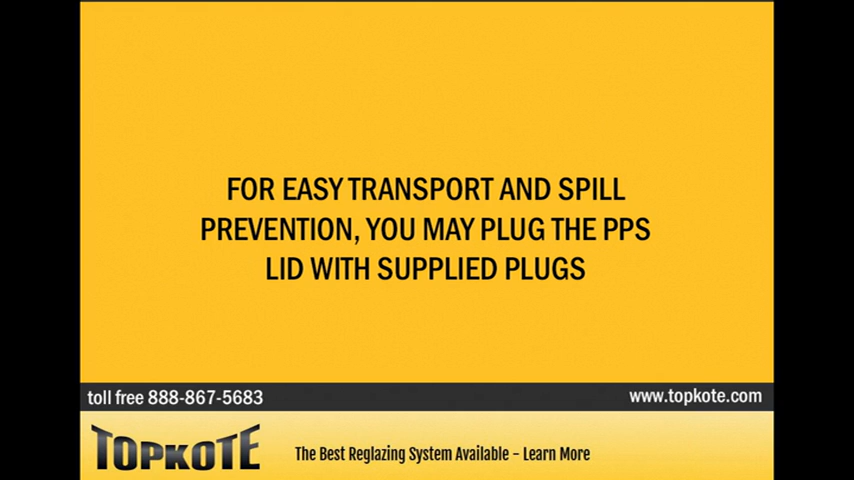 FOR EASY TRANSPORT AND SPILL
PREVENTION, YOU MAY PLUG THE PPS
LID WITH SUPPLIED PLUGS
toll free 888-867-5683
www.topkote.com
TOPKOTE
The Best Reglazing System Available - Learn More